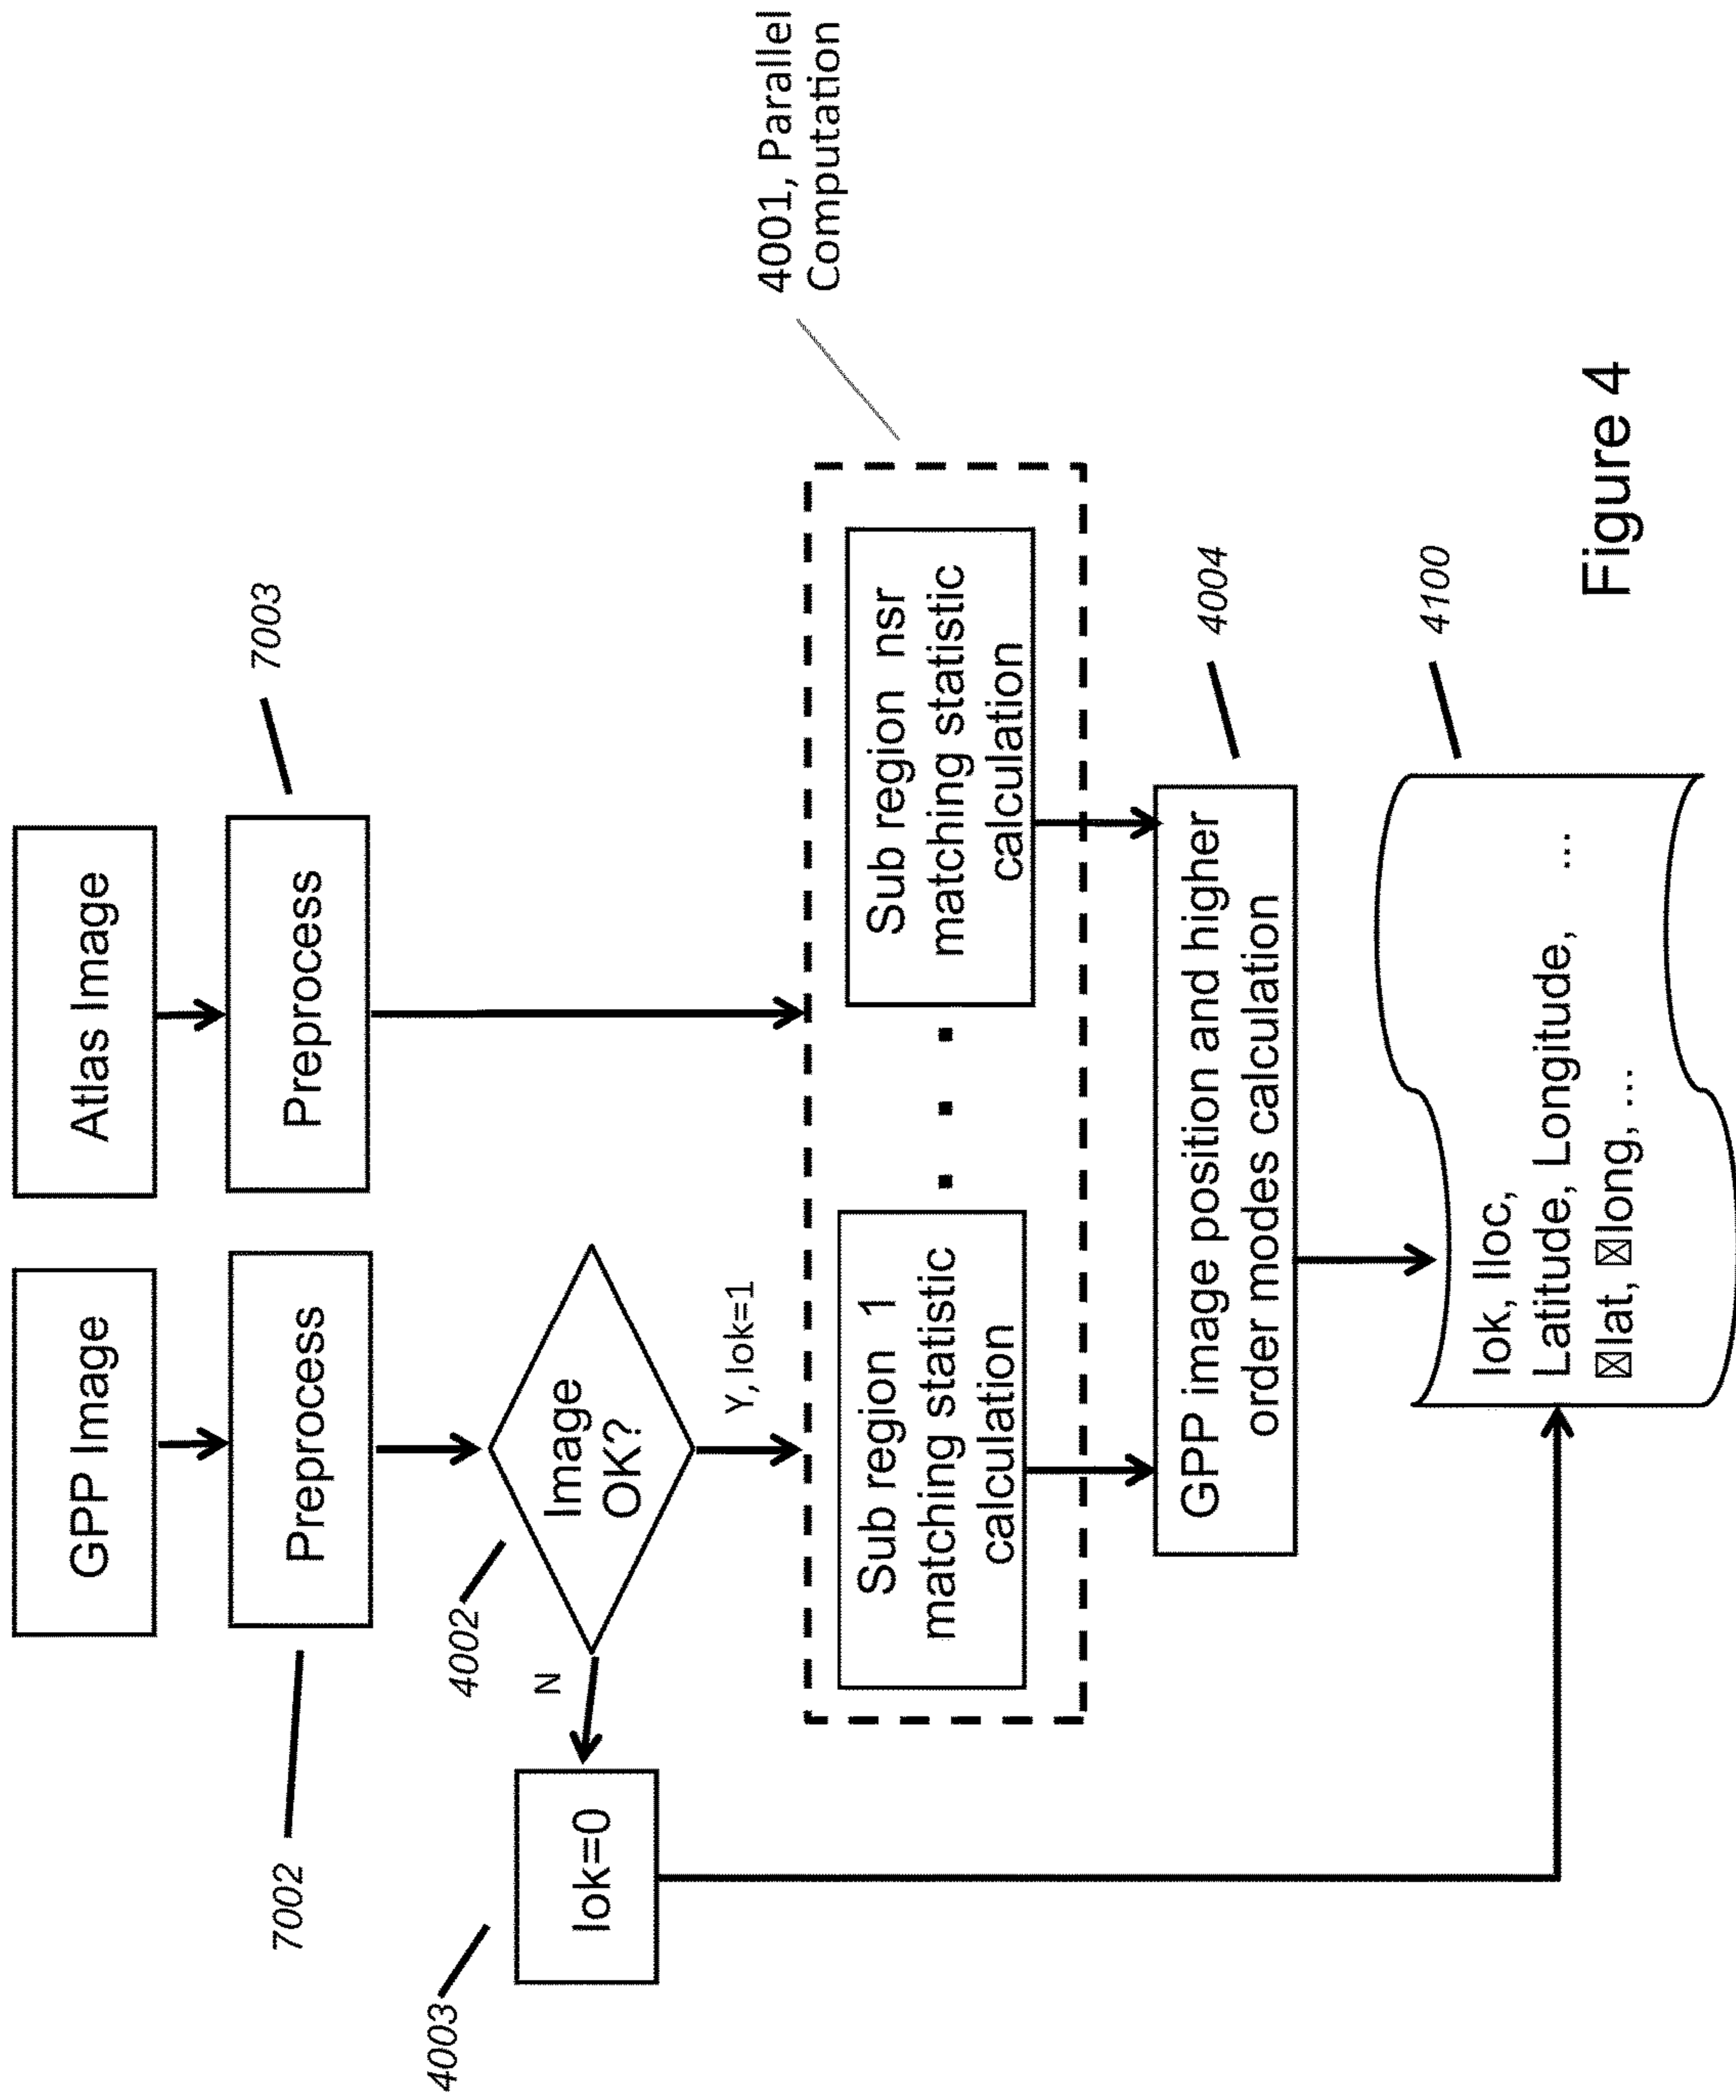 GPP Image
Atlas Image
7002
Preprocess
Preprocess
7003
4002
Image
OK?
N
Y, Iok=1
4003
Iok=0
4001, Parallel
Computation
Sub region 1
matching statistic
calculation
. . .
Sub region nsr
matching statistic
calculation
GPP image position and higher
order modes calculation
4004
Iok, Iloc,
Latitude, Longitude, ...
☒lat, ☒long, ...
4100
Figure 4